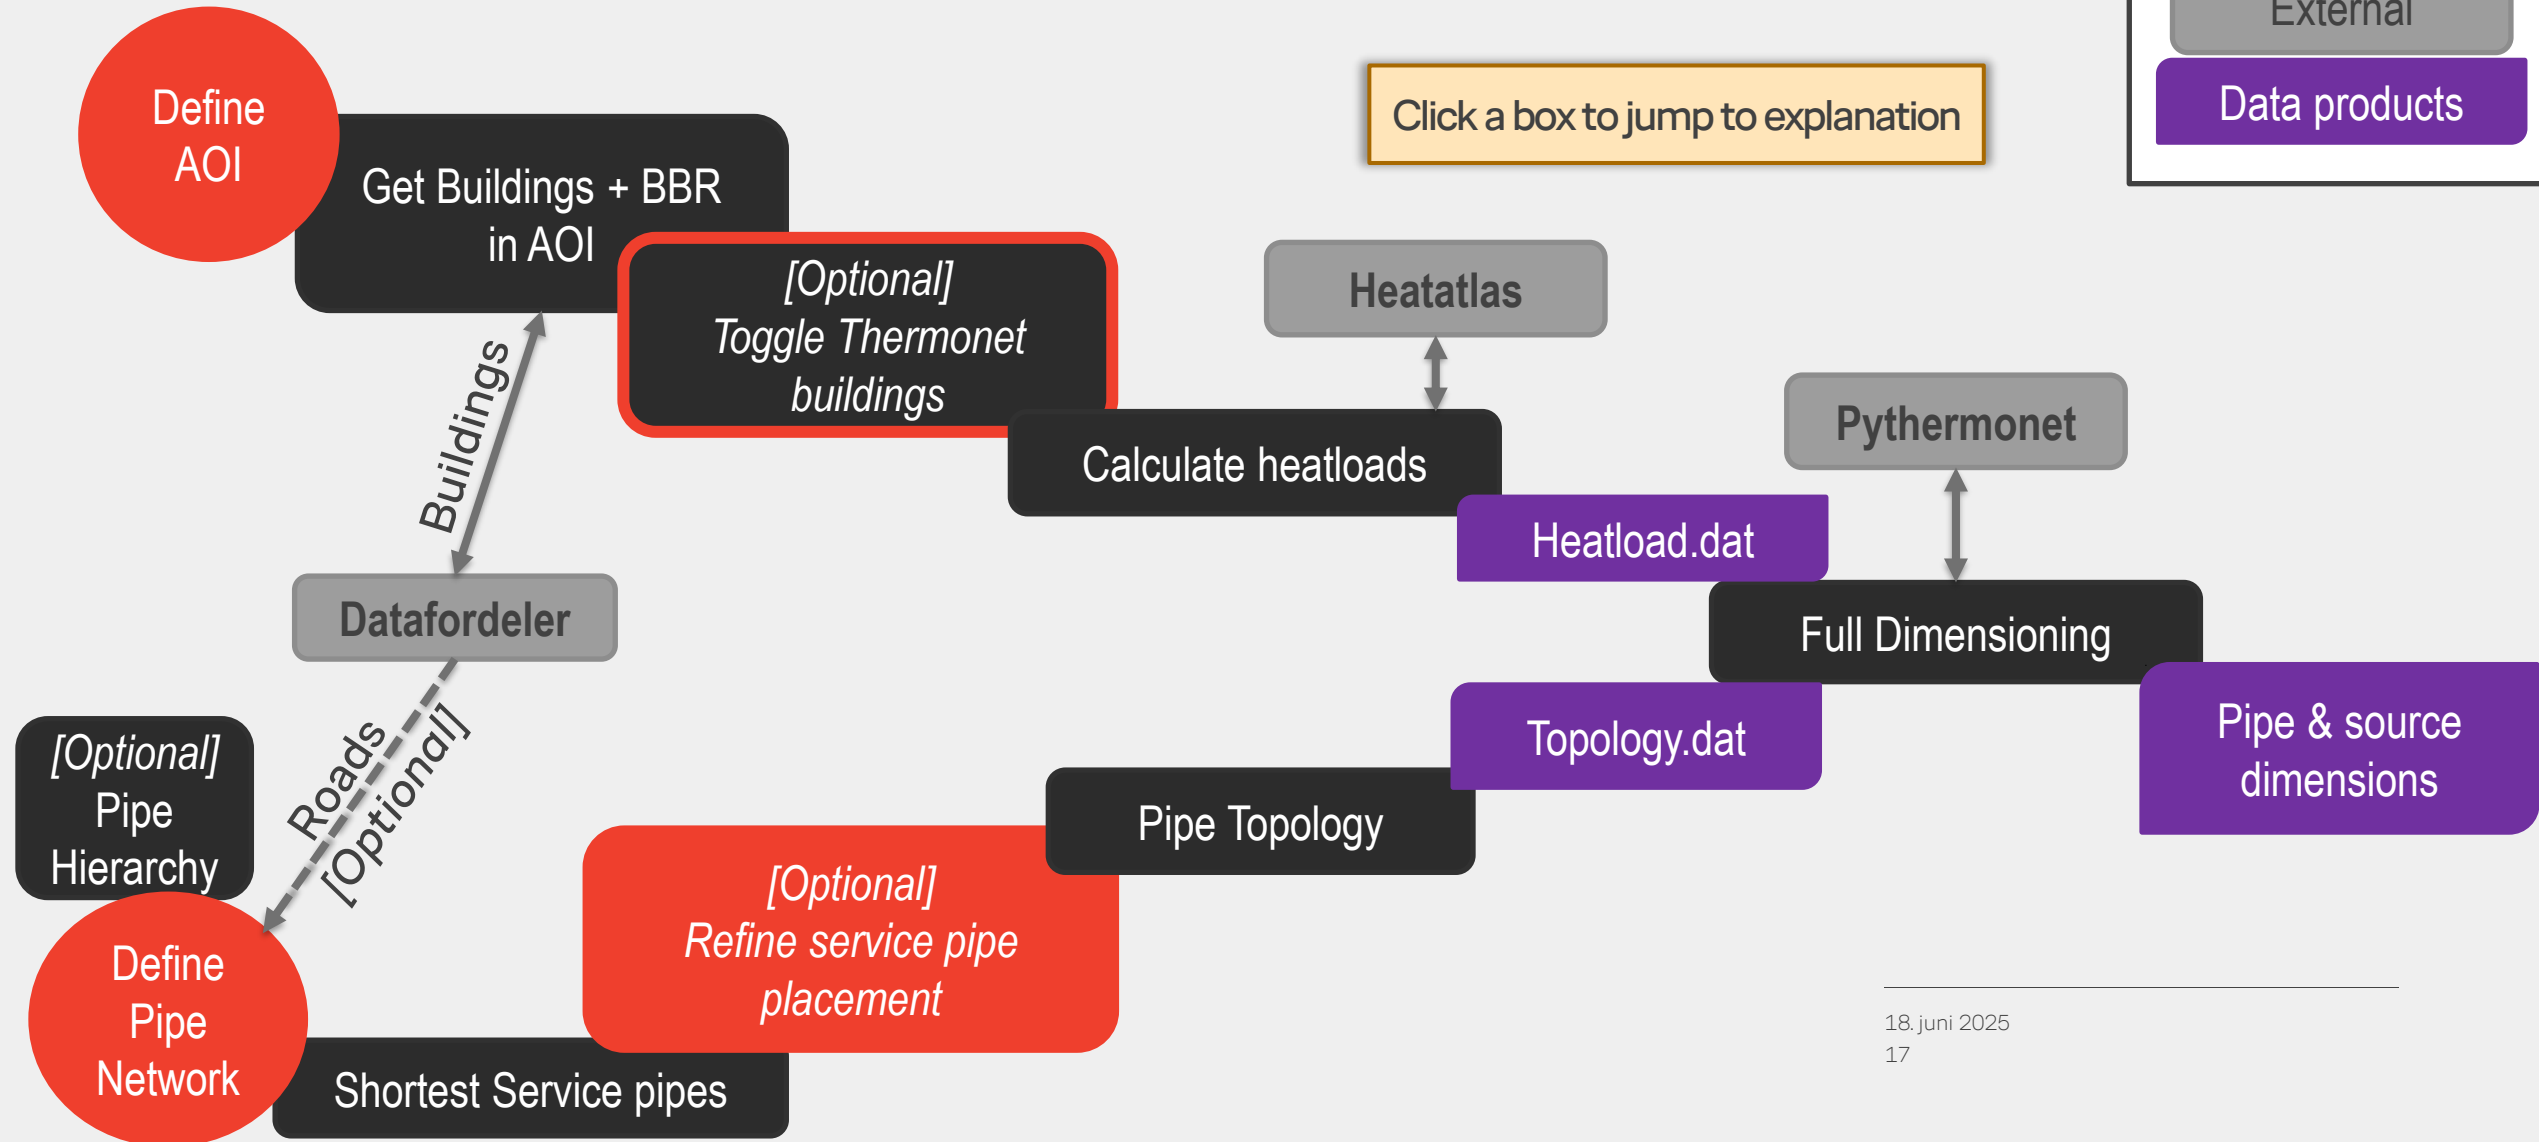 External
Data products
Click a box to jump to explanation
Define
AOI
Get Buildings + BBR
in AOI
[Optional]
Toggle Thermonet
buildings
Heatatlas
Calculate heatloads
Pythermonet
Heatload.dat
Buildings
Datafordeler
Full Dimensioning
Topology.dat
Pipe & source
dimensions
Roads
[Optional]
[Optional]
Pipe
Hierarchy
Pipe Topology
[Optional]
Refine service pipe
placement
Define
Pipe
Network
Shortest Service pipes
18. juni 2025
17